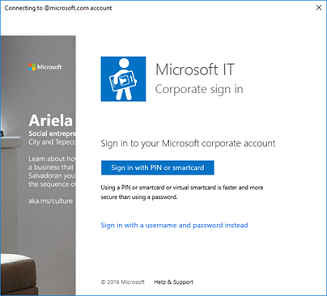 Connecting to @microsoft.com account
Microsoft
Ariela
Social entrepre
City and Tepec
Learn about how
a business that
Salvadoran you
the sequence o
aka.ms/culture
Microsoft IT
Corporate sign in
Sign in to your Microsoft corporate account
Sign in with PIN or smartcard
Using a PIN or smartcard or virtual smartcard is faster and more
secure than using a password.
Sign in with a username and password instead
© 2016 Microsoft Help & Support